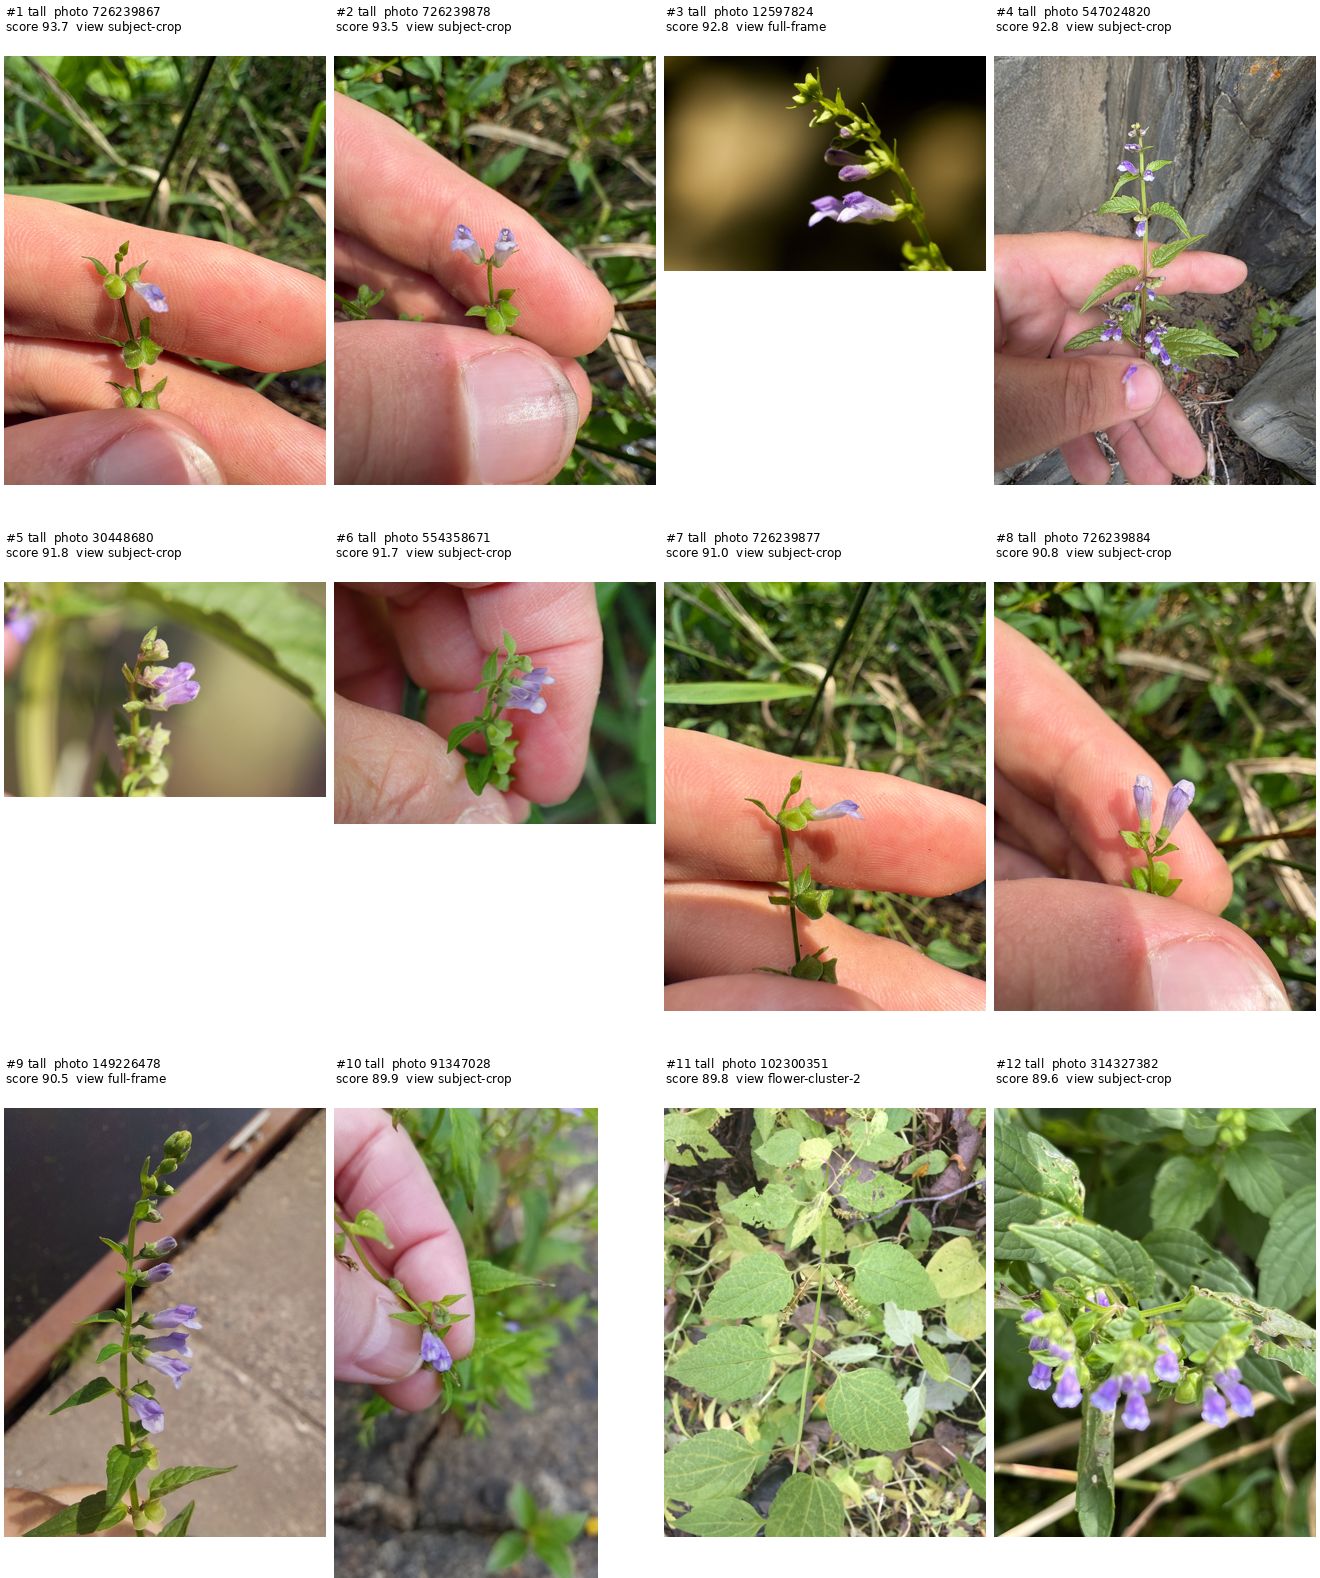 #1 tall  photo 726239867
score 93.7  view subject-crop
#2 tall  photo 726239878
score 93.5  view subject-crop
#3 tall  photo 12597824
score 92.8  view full-frame
#4 tall  photo 547024820
score 92.8  view subject-crop
#5 tall  photo 30448680
score 91.8  view subject-crop
#6 tall  photo 554358671
score 91.7  view subject-crop
#7 tall  photo 726239877
score 91.0  view subject-crop
#8 tall  photo 726239884
score 90.8  view subject-crop
#9 tall  photo 149226478
score 90.5  view full-frame
#10 tall  photo 91347028
score 89.9  view subject-crop
#11 tall  photo 102300351
score 89.8  view flower-cluster-2
#12 tall  photo 314327382
score 89.6  view subject-crop